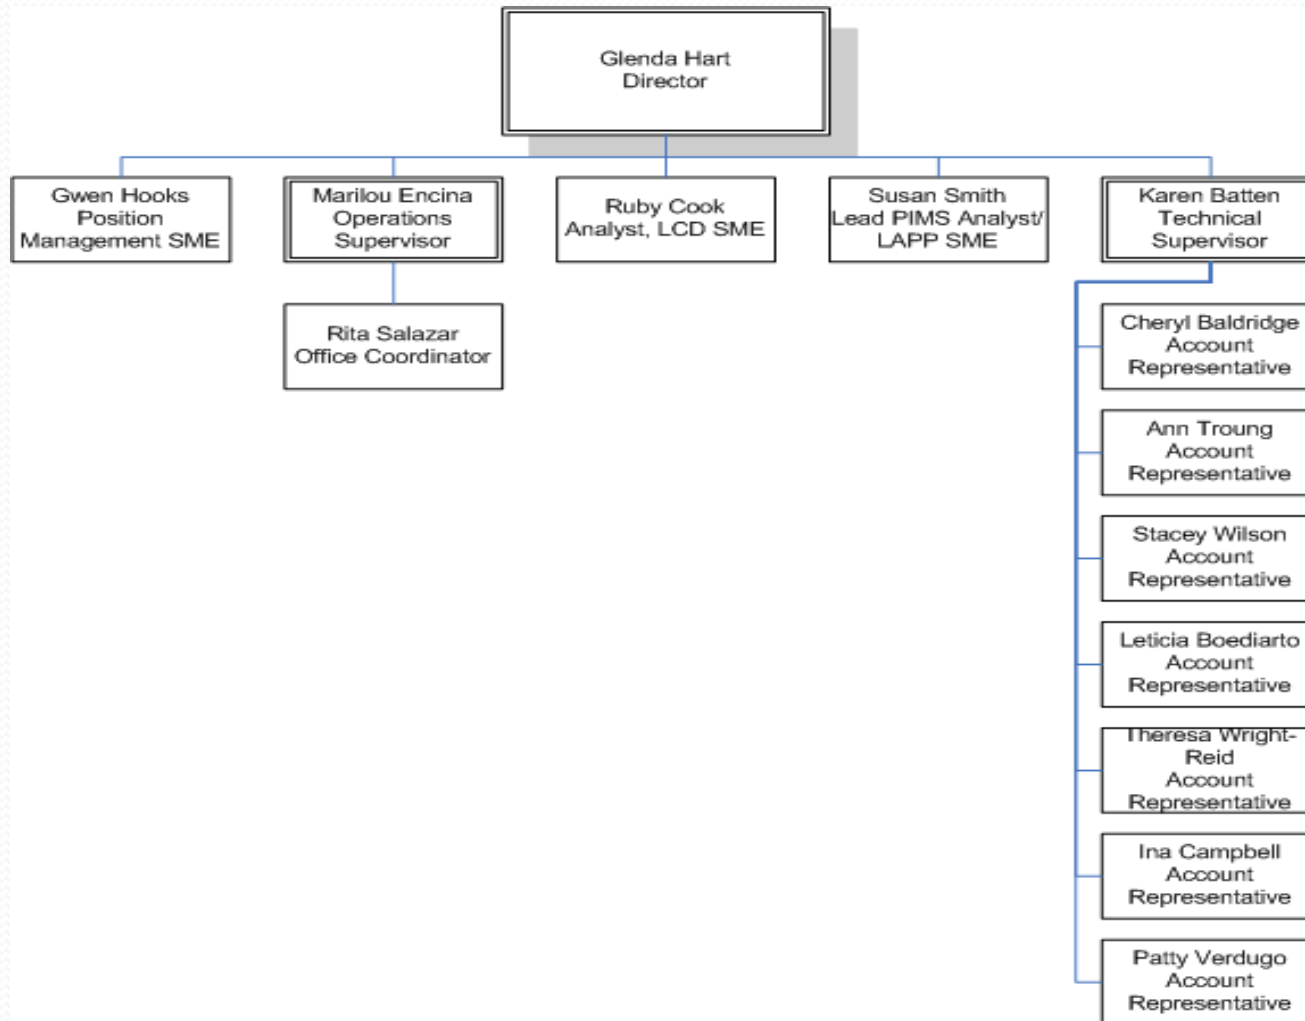 Glenda Hart
Director
Gwen Hooks
Position
Management SME
Marilou Encina
Operations
Supervisor
Ruby Cook
Analyst, LCD SME
Susan Smith
Lead PIMS Analyst/
LAPP SME
Karen Batten
Technical
Supervisor
Rita Salazar
Office Coordinator
Cheryl Baldridge
Account
Representative
Ann Troung
Account
Representative
Stacey Wilson
Account
Representative
Leticia Boediarto
Account
Representative
Theresa Wright-
Reid
Account
Representative
Ina Campbell
Account
Representative
Patty Verdugo
Account
Representative